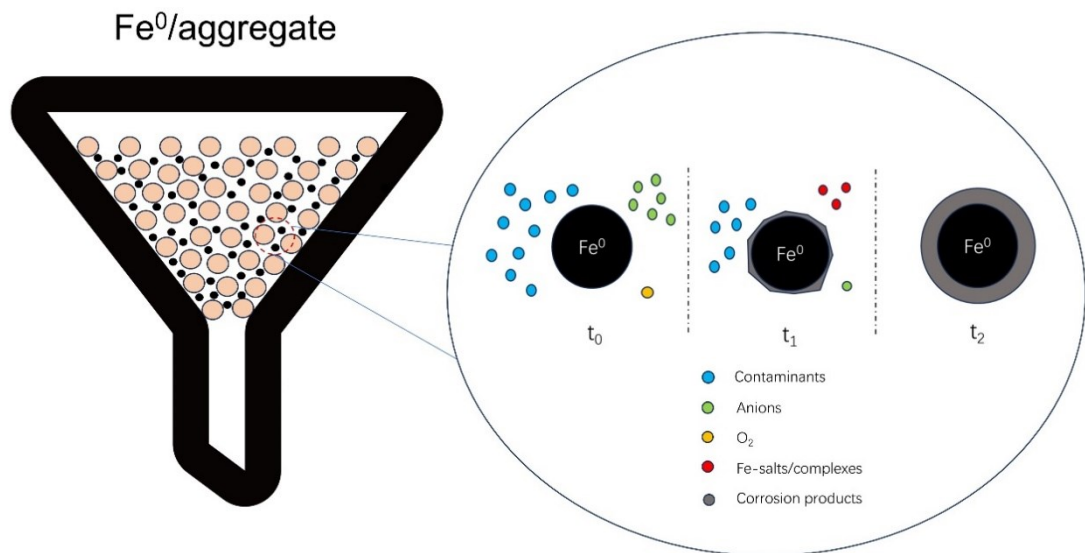 Fe⁰/aggregate
Fe⁰
Fe⁰
Fe⁰
t₀
t₁
t₂
Contaminants
Anions
O₂
Fe-salts/complexes
Corrosion products